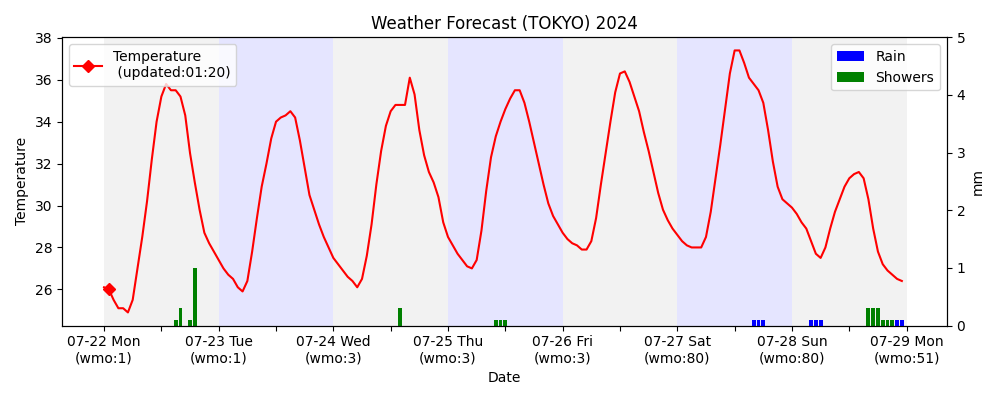 Weather Forecast (TOKYO) 2024
Temperature
(updated:01:20)
Rain
Showers
Temperature
38
36
34
32
30
28
26
5
4
3
2
1
0
mm
07-22 Mon
(wmo:1)
07-23 Tue
(wmo:1)
07-24 Wed
(wmo:3)
07-25 Thu
(wmo:3)
07-26 Fri
(wmo:3)
07-27 Sat
(wmo:80)
07-28 Sun
(wmo:80)
07-29 Mon
(wmo:51)
Date